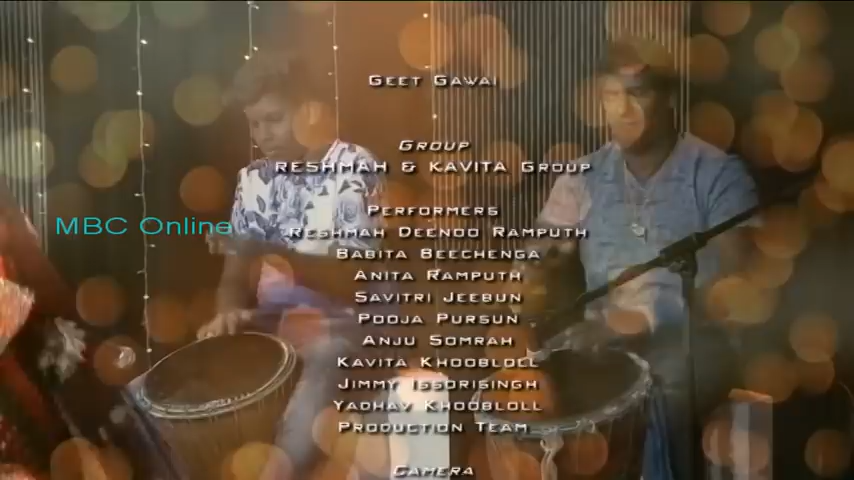 GEET GAWAI
GROUP
RESHMAH & KAVITA GROUP
PERFORMERS
RESHMAH DEENOO RAMPUTH
MBC Online
BABITA BEECHENGA
ANITA RAMPUTH
SAVITRI JEEBUN
POOJA PURSUN
ANJU SOMRAH
KAVITA KHOOBLOLL
JIMMY ISSORISINGH
YADHAV KHOOBLOLL
PRODUCTION TEAM
CAMERA